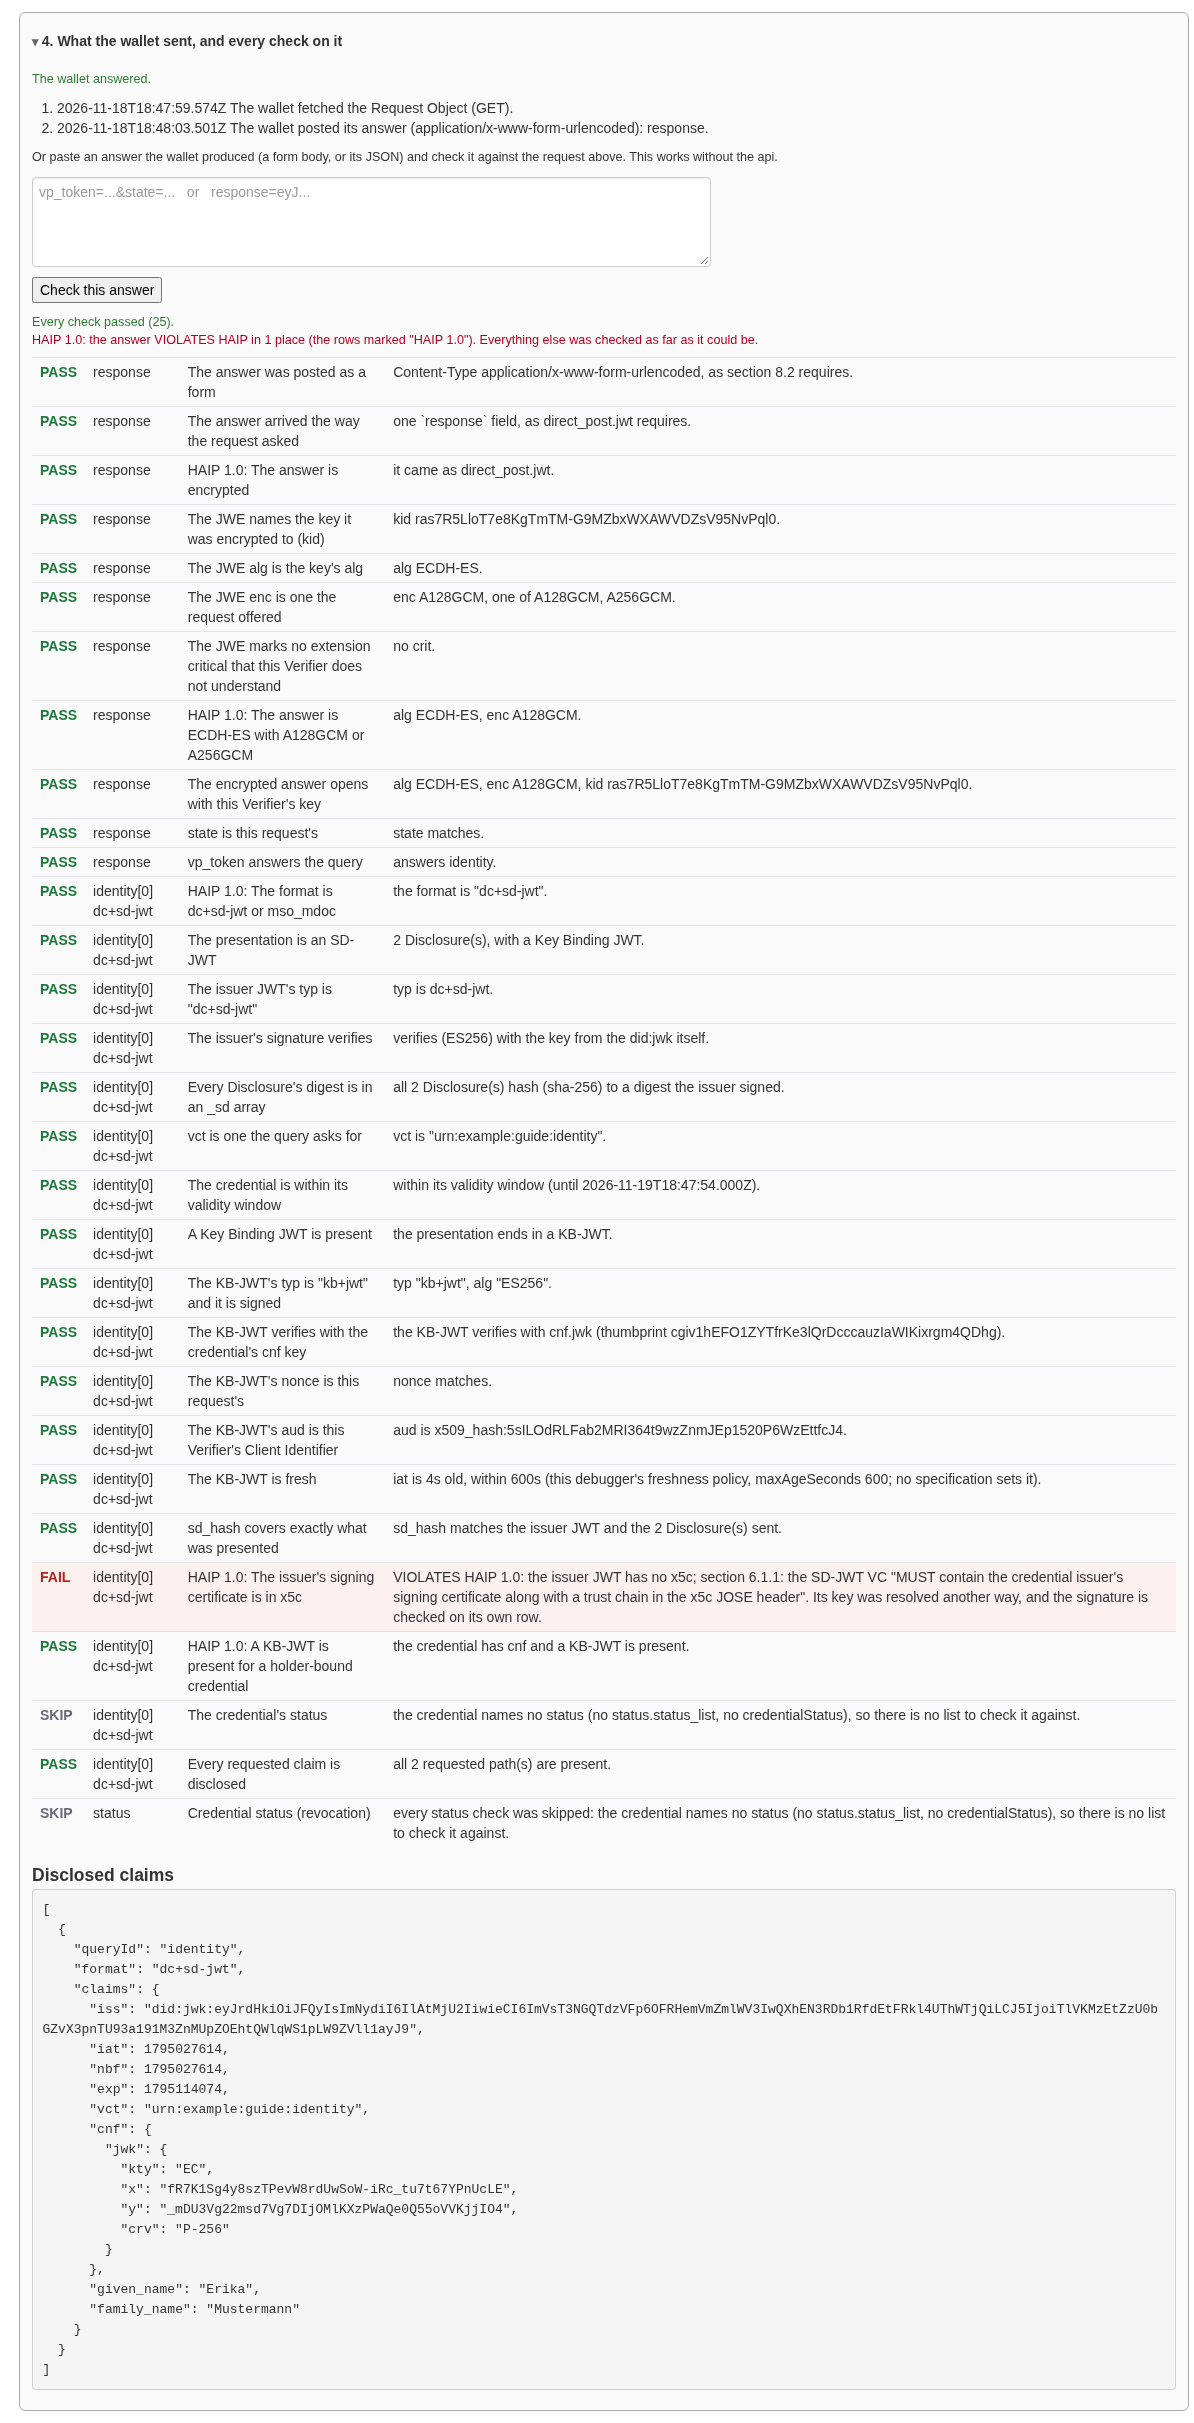 ▾ 4. What the wallet sent, and every check on it
The wallet answered.
1. 2026-11-18T18:47:59.574Z The wallet fetched the Request Object (GET).
2. 2026-11-18T18:48:03.501Z The wallet posted its answer (application/x-www-form-urlencoded): response.
Or paste an answer the wallet produced (a form body, or its JSON) and check it against the request above. This works without the api.
vp_token=...&state=...   or   response=eyJ...
Check this answer
Every check passed (25).
HAIP 1.0: the answer VIOLATES HAIP in 1 place (the rows marked "HAIP 1.0"). Everything else was checked as far as it could be.
PASS response The answer was posted as a Content-Type application/x-www-form-urlencoded, as section 8.2 requires.
form
PASS response The answer arrived the way one `response` field, as direct_post.jwt requires.
the request asked
PASS response HAIP 1.0: The answer is it came as direct_post.jwt.
encrypted
PASS response The JWE names the key it kid ras7R5LloT7e8KgTmTM-G9MZbxWXAWVDZsV95NvPql0.
was encrypted to (kid)
PASS response The JWE alg is the key's alg alg ECDH-ES.
PASS response The JWE enc is one the enc A128GCM, one of A128GCM, A256GCM.
request offered
PASS response The JWE marks no extension no crit.
critical that this Verifier does
not understand
PASS response HAIP 1.0: The answer is alg ECDH-ES, enc A128GCM.
ECDH-ES with A128GCM or
A256GCM
PASS response The encrypted answer opens alg ECDH-ES, enc A128GCM, kid ras7R5LloT7e8KgTmTM-G9MZbxWXAWVDZsV95NvPql0.
with this Verifier's key
PASS response state is this request's state matches.
PASS response vp_token answers the query answers identity.
PASS identity[0] HAIP 1.0: The format is the format is "dc+sd-jwt".
dc+sd-jwt dc+sd-jwt or mso_mdoc
PASS identity[0] The presentation is an SD- 2 Disclosure(s), with a Key Binding JWT.
dc+sd-jwt JWT
PASS identity[0] The issuer JWT's typ is typ is dc+sd-jwt.
dc+sd-jwt "dc+sd-jwt"
PASS identity[0] The issuer's signature verifies verifies (ES256) with the key from the did:jwk itself.
dc+sd-jwt
PASS identity[0] Every Disclosure's digest is in all 2 Disclosure(s) hash (sha-256) to a digest the issuer signed.
dc+sd-jwt an _sd array
PASS identity[0] vct is one the query asks for vct is "urn:example:guide:identity".
dc+sd-jwt
PASS identity[0] The credential is within its within its validity window (until 2026-11-19T18:47:54.000Z).
dc+sd-jwt validity window
PASS identity[0] A Key Binding JWT is present the presentation ends in a KB-JWT.
dc+sd-jwt
PASS identity[0] The KB-JWT's typ is "kb+jwt" typ "kb+jwt", alg "ES256".
dc+sd-jwt and it is signed
PASS identity[0] The KB-JWT verifies with the the KB-JWT verifies with cnf.jwk (thumbprint cgiv1hEFO1ZYTfrKe3lQrDcccauzIaWIKixrgm4QDhg).
dc+sd-jwt credential's cnf key
PASS identity[0] The KB-JWT's nonce is this nonce matches.
dc+sd-jwt request's
PASS identity[0] The KB-JWT's aud is this aud is x509_hash:5sILOdRLFab2MRI364t9wzZnmJEp1520P6WzEttfcJ4.
dc+sd-jwt Verifier's Client Identifier
PASS identity[0] The KB-JWT is fresh iat is 4s old, within 600s (this debugger's freshness policy, maxAgeSeconds 600; no specification sets it).
dc+sd-jwt
PASS identity[0] sd_hash covers exactly what sd_hash matches the issuer JWT and the 2 Disclosure(s) sent.
dc+sd-jwt was presented
FAIL identity[0] HAIP 1.0: The issuer's signing VIOLATES HAIP 1.0: the issuer JWT has no x5c; section 6.1.1: the SD-JWT VC "MUST contain the credential issuer's
dc+sd-jwt certificate is in x5c signing certificate along with a trust chain in the x5c JOSE header". Its key was resolved another way, and the signature is
checked on its own row.
PASS identity[0] HAIP 1.0: A KB-JWT is the credential has cnf and a KB-JWT is present.
dc+sd-jwt present for a holder-bound
credential
SKIP identity[0] The credential's status the credential names no status (no status.status_list, no credentialStatus), so there is no list to check it against.
dc+sd-jwt
PASS identity[0] Every requested claim is all 2 requested path(s) are present.
dc+sd-jwt disclosed
SKIP status Credential status (revocation) every status check was skipped: the credential names no status (no status.status_list, no credentialStatus), so there is no list
to check it against.
Disclosed claims
[
  {
    "queryId": "identity",
    "format": "dc+sd-jwt",
    "claims": {
      "iss": "did:jwk:eyJrdHkiOiJFQyIsImNydiI6IlAtMjU2IiwieCI6ImVsT3NGQTdzVFp6OFRHemVmZmlWV3IwQXhEN3RDb1RfdEtFRkl4UThWTjQiLCJ5IjoiTlVKMzEtZzU0b
GZvX3pnTU93a191M3ZnMUpZOEhtQWlqWS1pLW9ZVll1ayJ9",
      "iat": 1795027614,
      "nbf": 1795027614,
      "exp": 1795114074,
      "vct": "urn:example:guide:identity",
      "cnf": {
        "jwk": {
          "kty": "EC",
          "x": "fR7K1Sg4y8szTPevW8rdUwSoW-iRc_tu7t67YPnUcLE",
          "y": "_mDU3Vg22msd7Vg7DIjOMlKXzPWaQe0Q55oVVKjjIO4",
          "crv": "P-256"
        }
      },
      "given_name": "Erika",
      "family_name": "Mustermann"
    }
  }
]